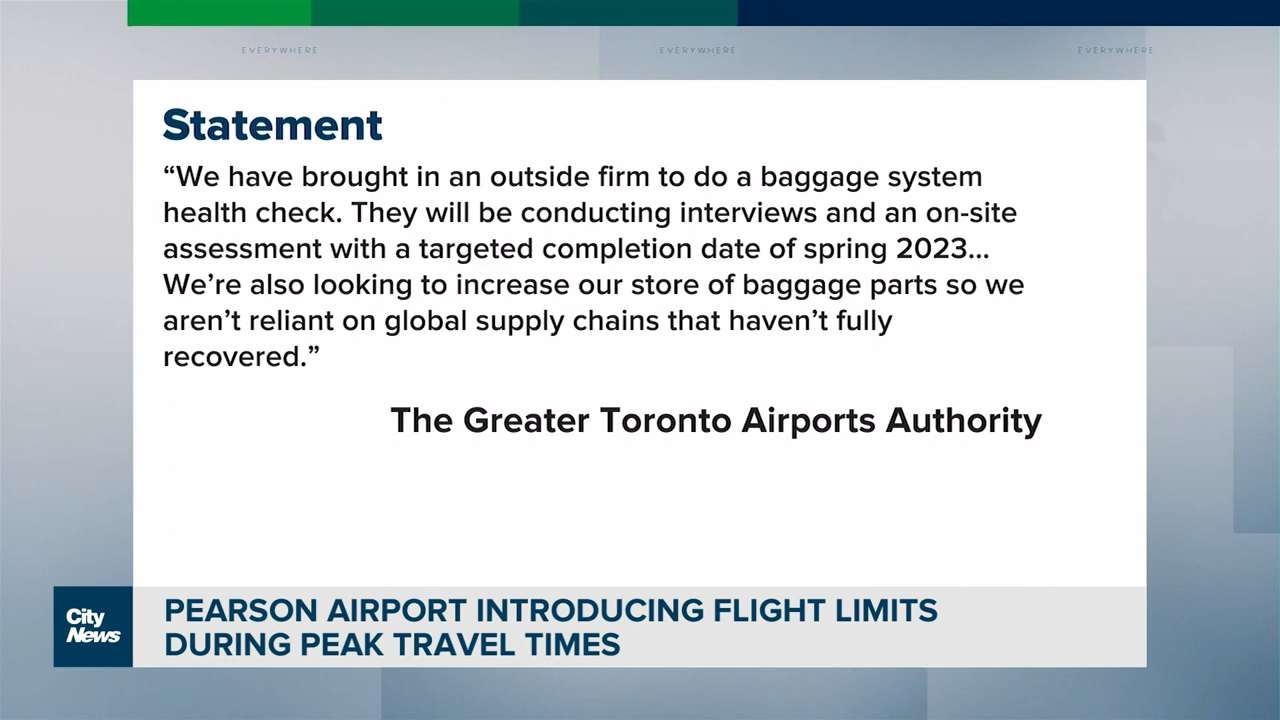 EVERYWHERE EVERYWHERE EVERYWHERE
Statement
“We have brought in an outside firm to do a baggage system
health check. They will be conducting interviews and an on-site
assessment with a targeted completion date of spring 2023...
We’re also looking to increase our store of baggage parts so we
aren’t reliant on global supply chains that haven’t fully
recovered.”
The Greater Toronto Airports Authority
City
News
PEARSON AIRPORT INTRODUCING FLIGHT LIMITS
DURING PEAK TRAVEL TIMES